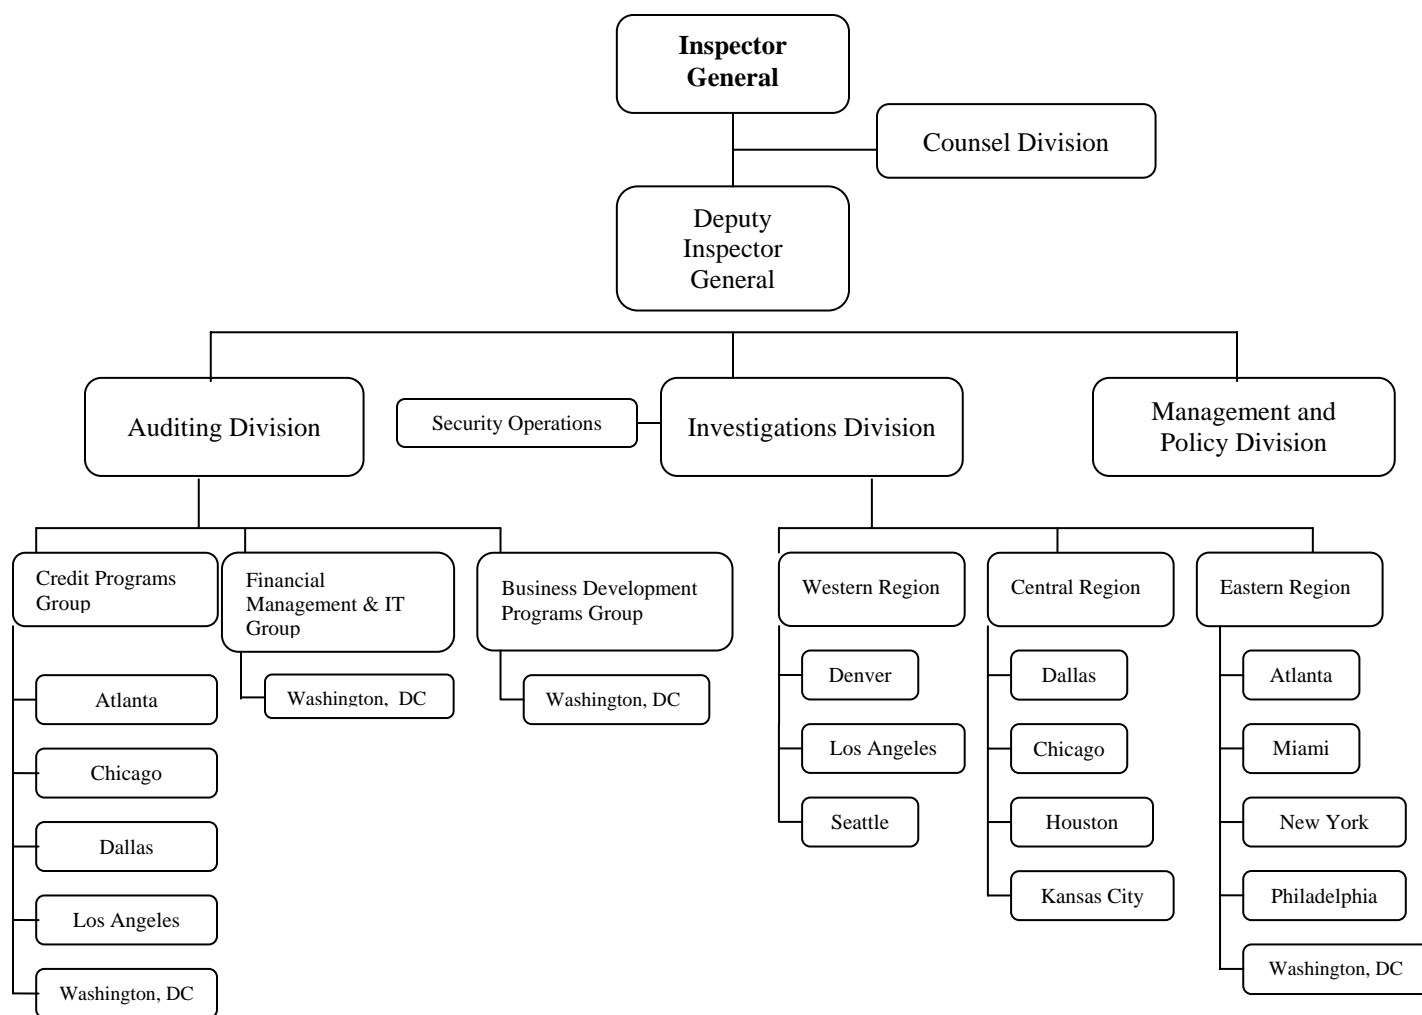 Inspector
General
Counsel Division
Deputy
Inspector
General
Auditing Division
Security Operations
Investigations Division
Management and
Policy Division
Credit Programs
Group
Financial
Management & IT
Group
Business Development
Programs Group
Western Region
Central Region
Eastern Region
Atlanta
Chicago
Dallas
Los Angeles
Washington, DC
Washington,  DC
Washington, DC
Denver
Los Angeles
Seattle
Dallas
Chicago
Houston
Kansas City
Atlanta
Miami
New York
Philadelphia
Washington, DC